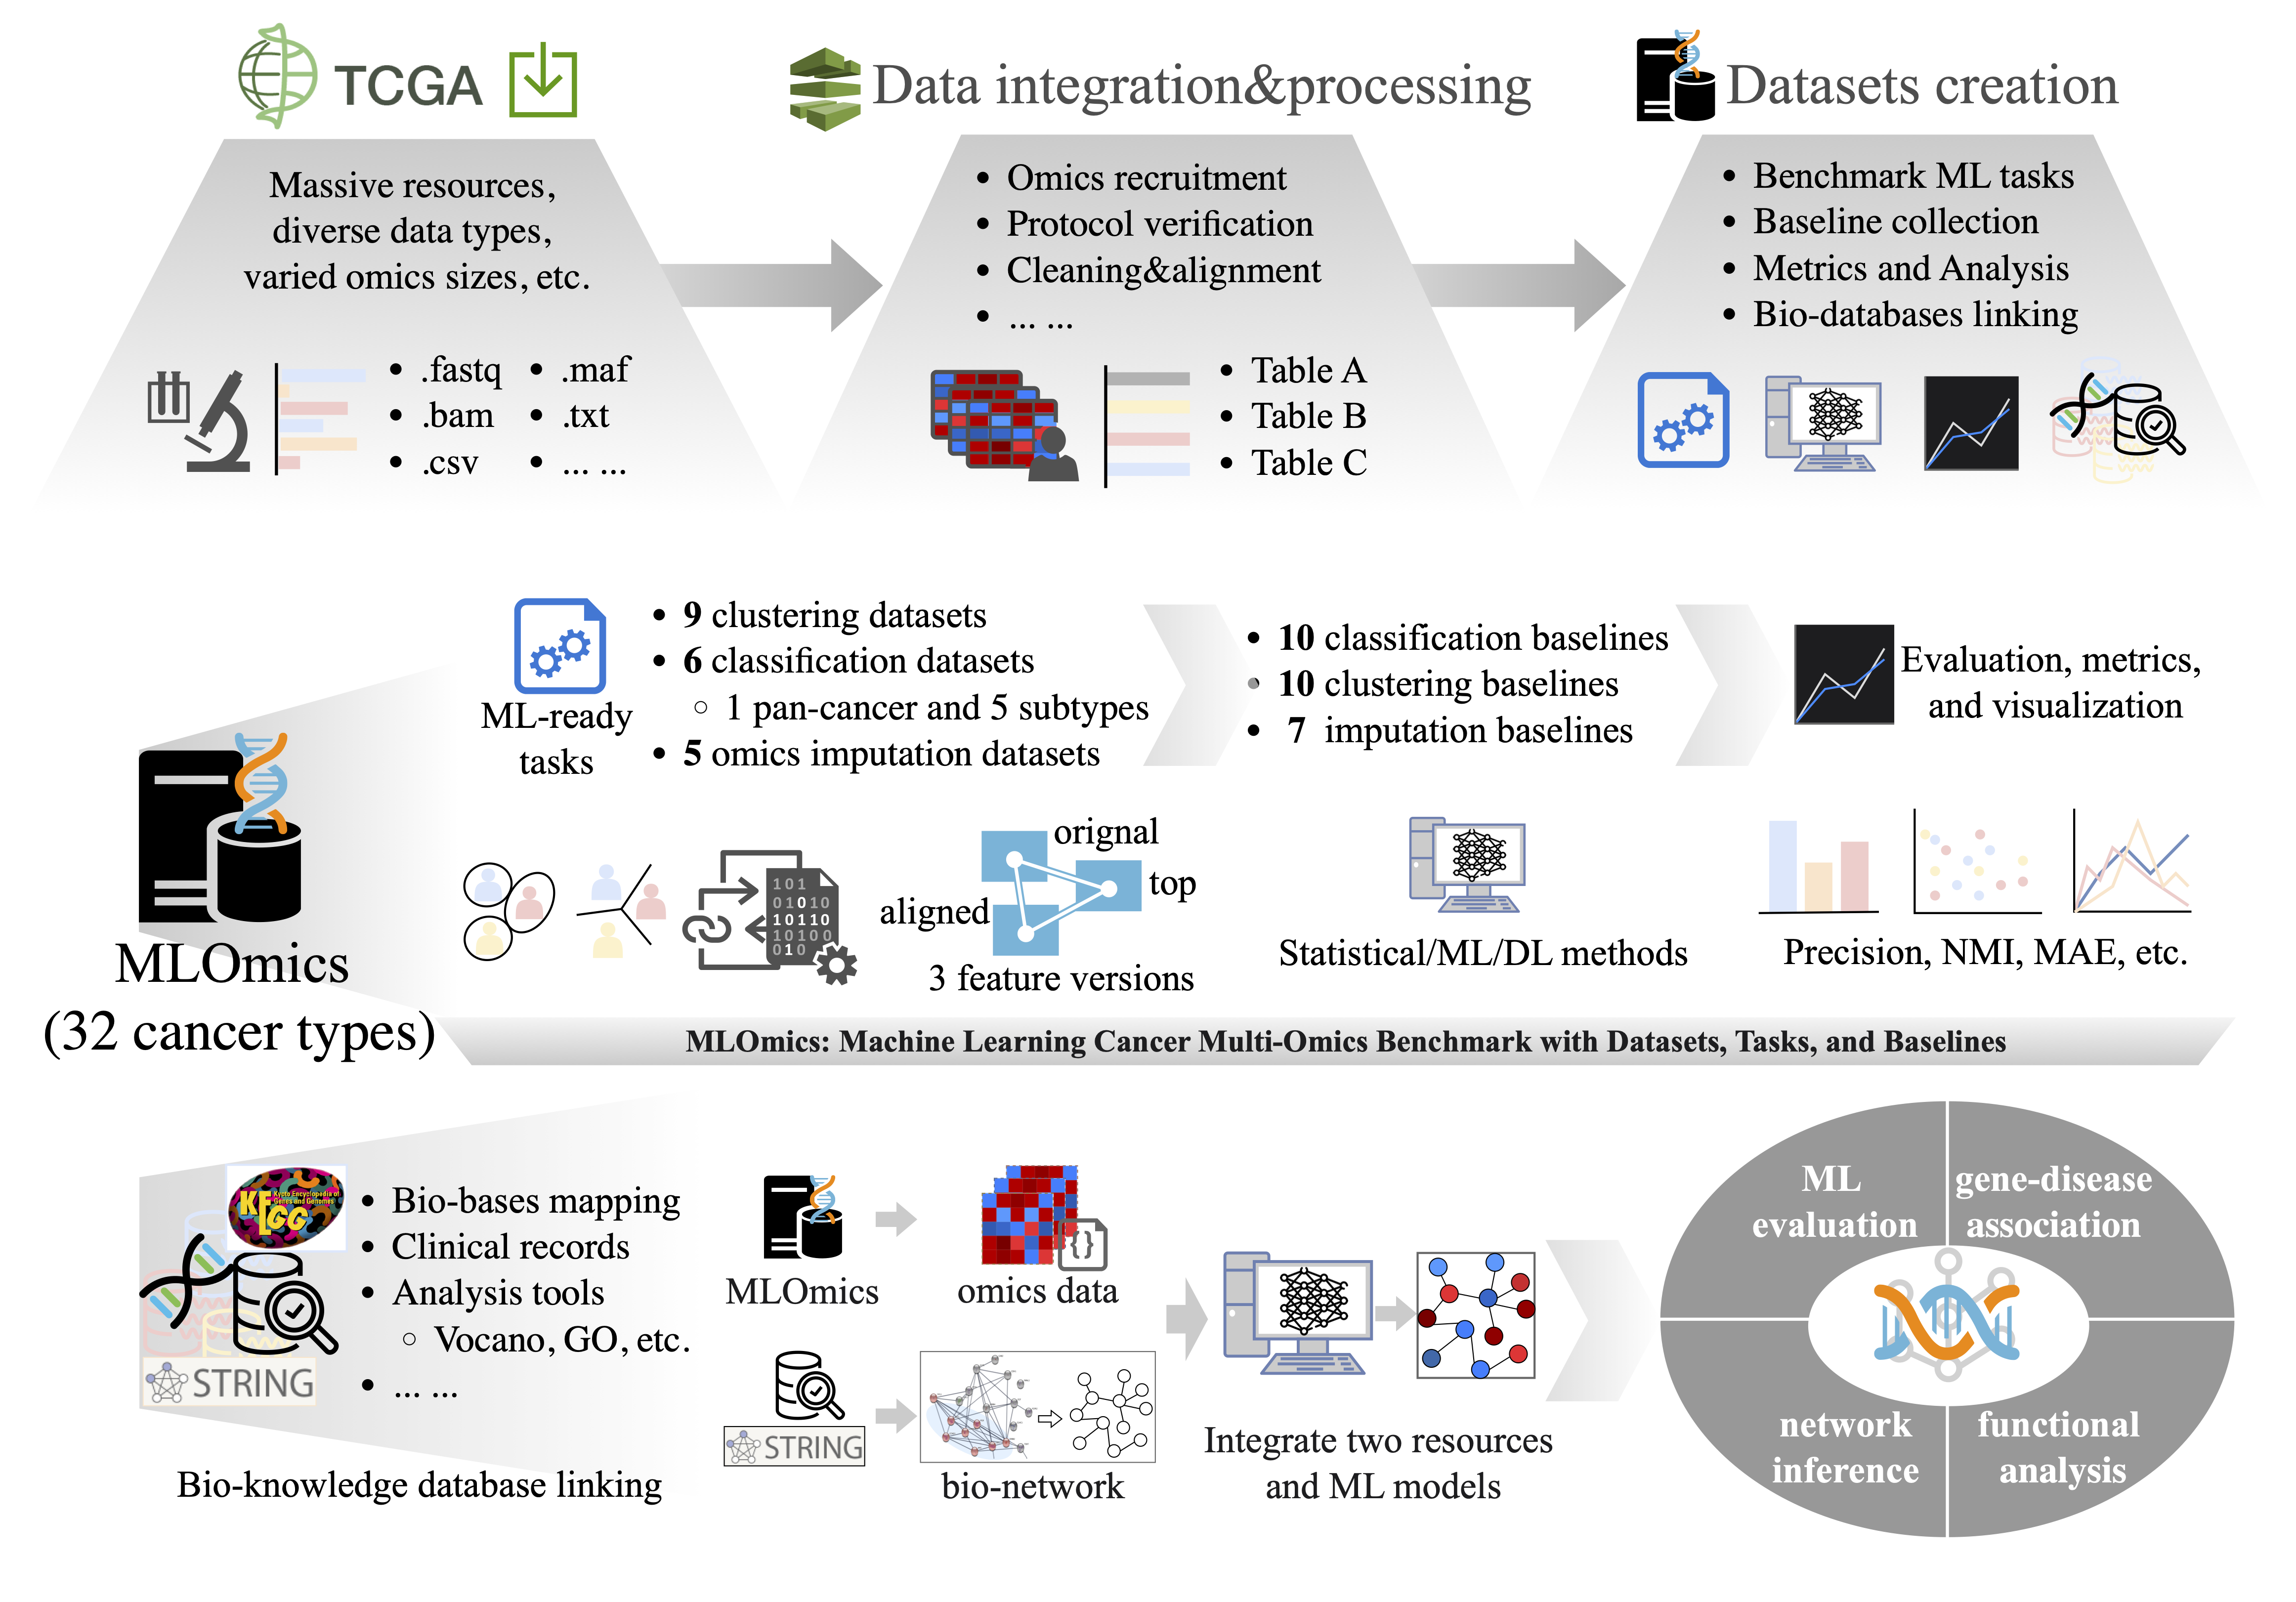 TCGA
Data integration&processing
Datasets creation
Massive resources,
diverse data types,
varied omics sizes, etc.
• .fastq
• .bam
• .csv
• .maf
• .txt
• ... ...
• Omics recruitment
• Protocol verification
• Cleaning&alignment
• ... ...
• Table A
• Table B
• Table C
• Benchmark ML tasks
• Baseline collection
• Metrics and Analysis
• Bio-databases linking
MLOmics
(32 cancer types)
ML-ready
tasks
• 9 clustering datasets
• 6 classification datasets
○ 1 pan-cancer and 5 subtypes
• 5 omics imputation datasets
• 10 classification baselines
• 10 clustering baselines
• 7 imputation baselines
Evaluation, metrics,
and visualization
101
01010
10110
10100
010
orignal
top
aligned
3 feature versions
Statistical/ML/DL methods
Precision, NMI, MAE, etc.
MLOmics: Machine Learning Cancer Multi-Omics Benchmark with Datasets, Tasks, and Baselines
KEGG
Kyoto Encyclopedia of
Genes and Genomes
STRING
• Bio-bases mapping
• Clinical records
• Analysis tools
○ Vocano, GO, etc.
• ... ...
Bio-knowledge database linking
MLOmics
{}
omics data
STRING
bio-network
Integrate two resources
and ML models
ML
evaluation
gene-disease
association
network
inference
functional
analysis